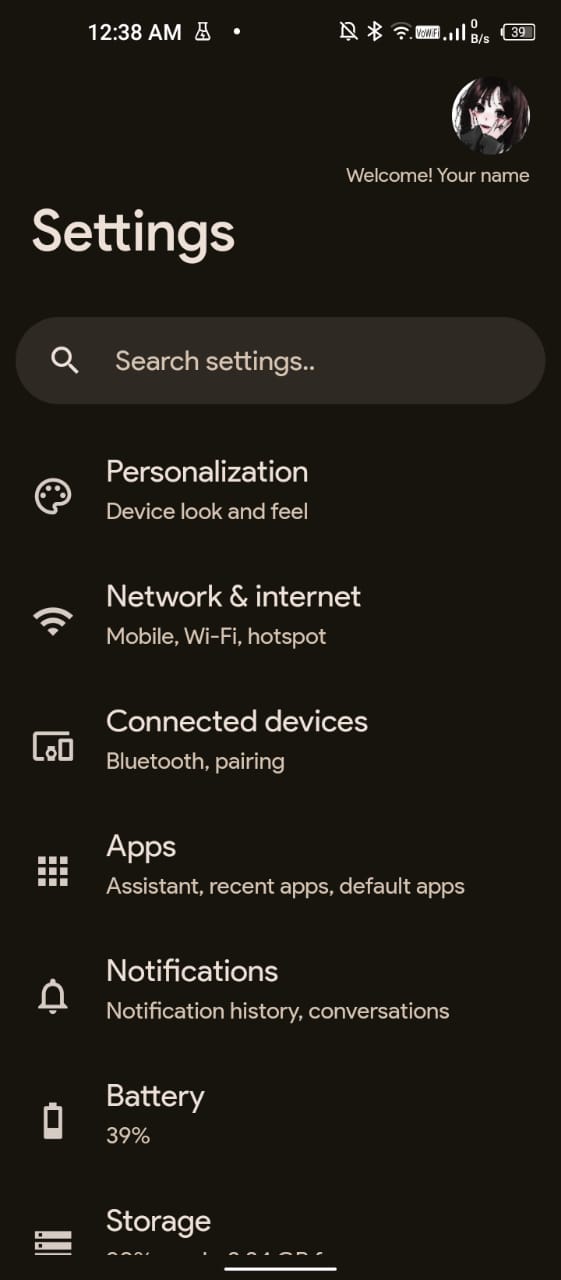 12:38 AM
VoWiFi
0
B/s
39
Welcome! Your name
Settings
Search settings..
Personalization
Device look and feel
Network & internet
Mobile, Wi-Fi, hotspot
Connected devices
Bluetooth, pairing
Apps
Assistant, recent apps, default apps
Notifications
Notification history, conversations
Battery
39%
Storage